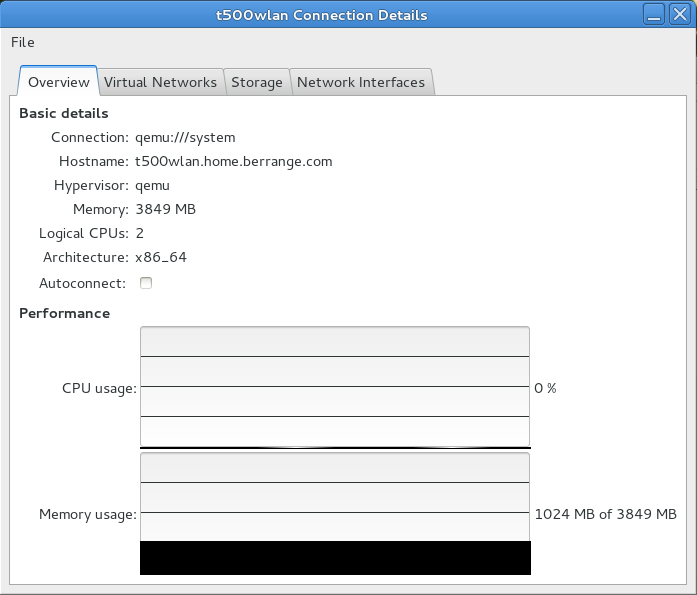 t500wlan Connection Details
File
Overview Virtual Networks Storage Network Interfaces
Basic details
Connection: qemu:///system
Hostname: t500wlan.home.berrange.com
Hypervisor: qemu
Memory: 3849 MB
Logical CPUs: 2
Architecture: x86_64
Autoconnect:
Performance
CPU usage: 0 %
Memory usage: 1024 MB of 3849 MB